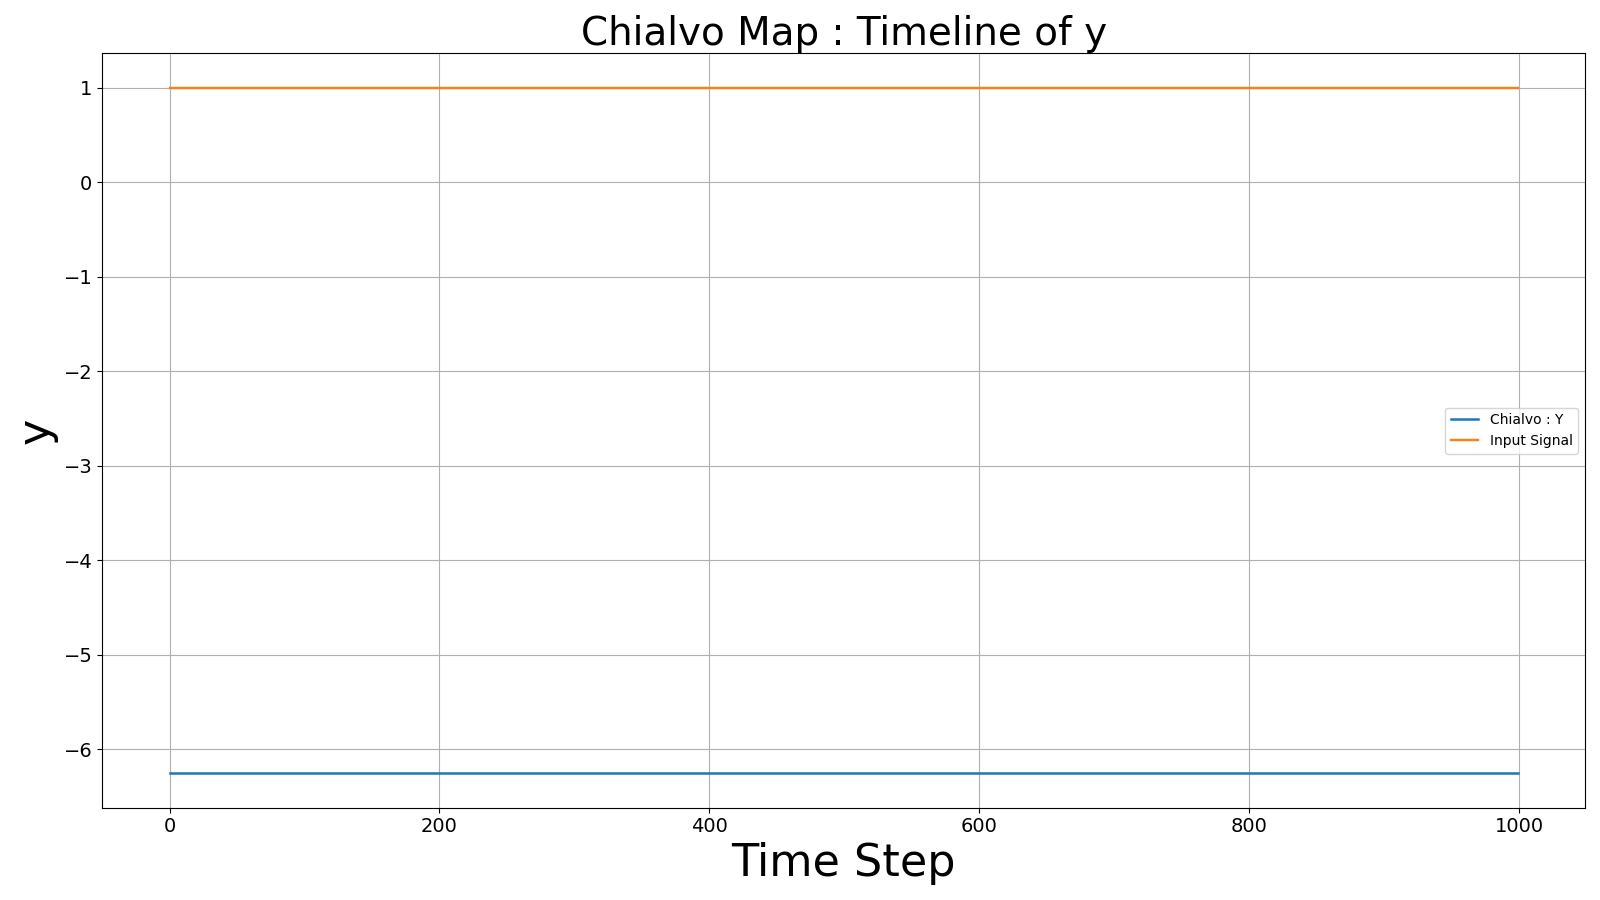 Chialvo Map : Timeline of y
1
0
−1
−2
−3
−4
−5
−6
y
Chialvo : Y
Input Signal
0 200 400 600 800 1000
Time Step